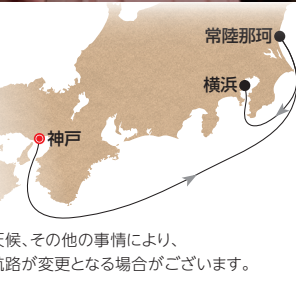 常陸那珂
横浜
神戸
天候、その他の事情により、
航路が変更となる場合がございます。